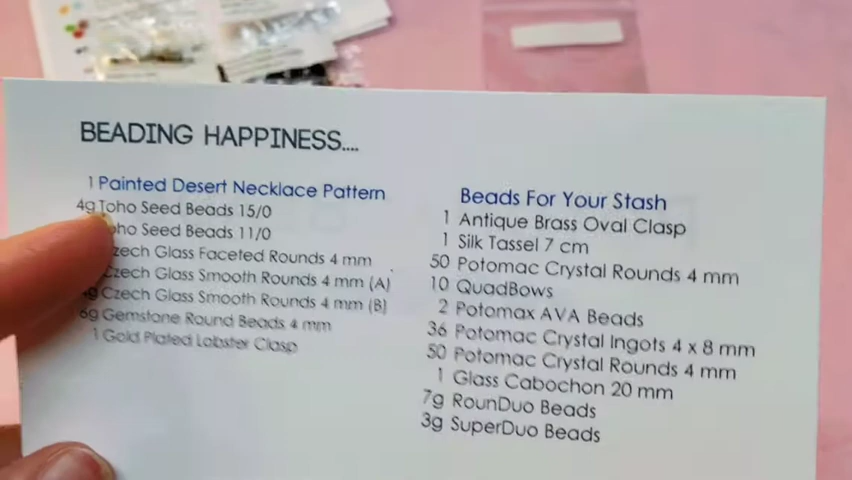 BEADING HAPPINESS....
1 Painted Desert Necklace Pattern
4g Toho Seed Beads 15/0
Toho Seed Beads 11/0
Czech Glass Faceted Rounds 4 mm
Czech Glass Smooth Rounds 4 mm (A)
Czech Glass Smooth Rounds 4 mm (B)
6g Gemstone Round Beads 4 mm
1 Gold Plated Lobster Clasp
Beads For Your Stash
1 Antique Brass Oval Clasp
1 Silk Tassel 7 cm
50 Potomac Crystal Rounds 4 mm
10 QuadBows
2 Potomax AVA Beads
36 Potomac Crystal Ingots 4 x 8 mm
50 Potomac Crystal Rounds 4 mm
1 Glass Cabochon 20 mm
7g RounDuo Beads
3g SuperDuo Beads